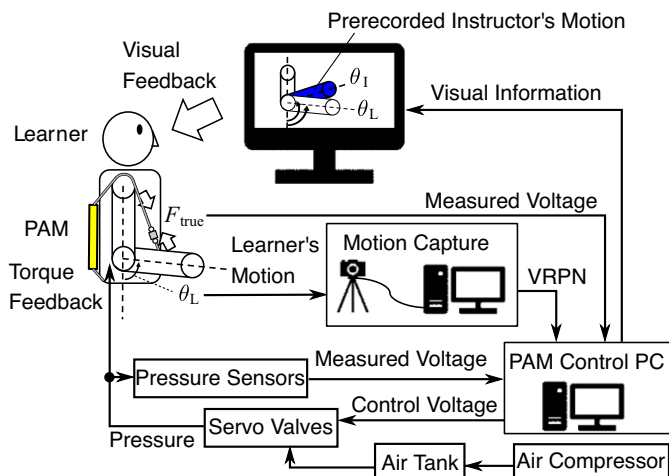 Prerecorded Instructor's Motion
Visual
Feedback
θI
θL
Visual Information
Learner
Measured Voltage
PAM
Ftrue
Learner's
Motion
Motion Capture
Torque
Feedback
θL
VRPN
Measured Voltage
PAM Control PC
Pressure Sensors
Control Voltage
Pressure
Servo Valves
Air Tank
Air Compressor